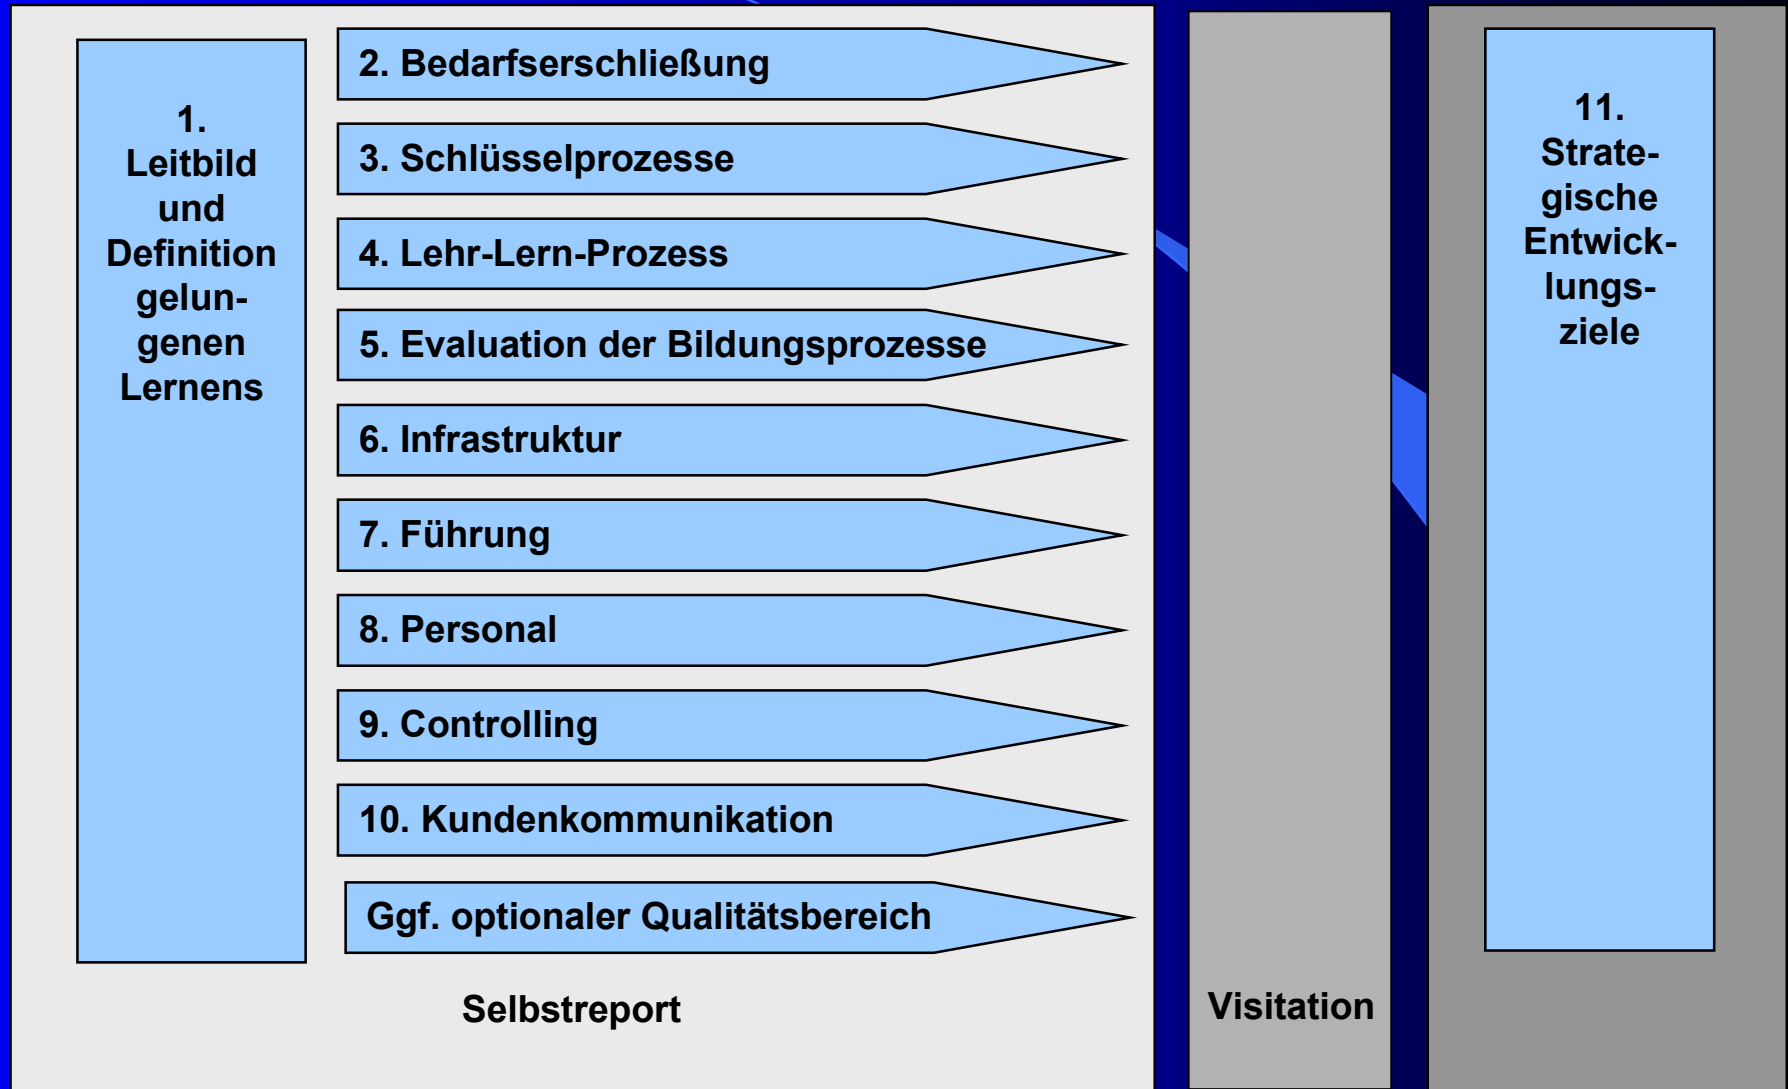 1.
Leitbild
und
Definition
gelun-
genen
Lernens
2. Bedarfserschließung
3. Schlüsselprozesse
4. Lehr-Lern-Prozess
5. Evaluation der Bildungsprozesse
6. Infrastruktur
7. Führung
8. Personal
9. Controlling
10. Kundenkommunikation
Ggf. optionaler Qualitätsbereich
Selbstreport
Visitation
11.
Strate-
gische
Entwick-
lungs-
ziele